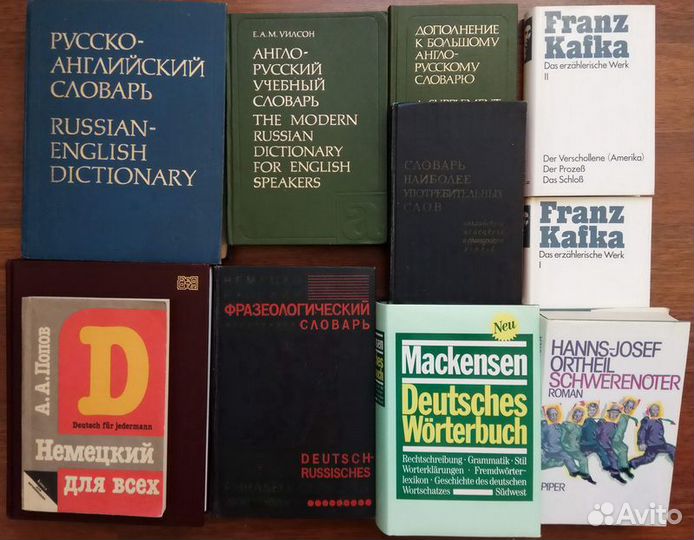 РУССКО-
АНГЛИЙСКИЙ
СЛОВАРЬ
RUSSIAN-
ENGLISH
DICTIONARY
Е.А.М. УИЛСОН
АНГЛО-
РУССКИЙ
УЧЕБНЫЙ
СЛОВАРЬ
THE MODERN
RUSSIAN
DICTIONARY
FOR ENGLISH
SPEAKERS
ДОПОЛНЕНИЕ
К БОЛЬШОМУ
АНГЛО-
РУССКОМУ
СЛОВАРЮ
A SUPPLEMENT
Franz
Kafka
Das erzählerische Werk
II
Der Verschollene (Amerika)
Der Prozeß
Das Schloß
СЛОВАРЬ
НАИБОЛЕЕ
УПОТРЕБИТЕЛЬНЫХ
СЛОВ
Franz
Kafka
Das erzählerische Werk
I
А. А. Попов
D
Deutsch für jedermann
Немецкий
для всех
НЕМЕЦКО
ФРАЗЕОЛОГИЧЕСКИЙ
СЛОВАРЬ
DEUTSCH-
RUSSISCHES
Neu
Mackensen
Deutsches
Wörterbuch
Rechtschreibung · Grammatik · Stil
Worterklärungen · Fremdwörter-
lexikon · Geschichte des deutschen
Wortschatzes
Südwest
HANNS-JOSEF
ORTHEIL
SCHWERENÖTER
ROMAN
PIPER
Avito